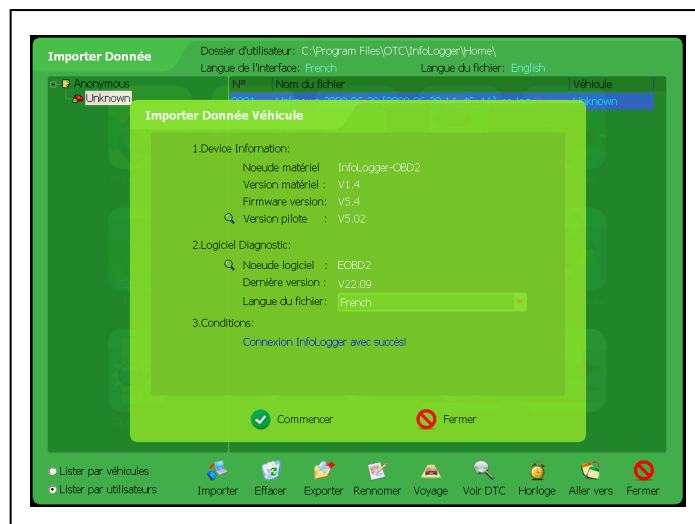 Importer Donnée
Dossier d'utilisateur: C:\Program Files\OTC\InfoLogger\Home\
Langue de l'interface: French Langue du fichier: English
Anonymous
Unknown
Nº Nom du fichier Véhicule
Unknown
Importer Donnée Véhicule
1.Device Infornation:
Noeude matériel InfoLogger-OBD2
Version matériel : V1.4
Firmware version: V5.4
Version pilote : V5.02
2.Logiciel Diagnostic:
Noeude logiciel : EOBD2
Dernière version : V22.09
Langue du fichier: French
3.Conditions:
Connexion InfoLogger avec succès!
Commencer Fermer
Lister par véhicules
Lister par utilisateurs
Importer Effacer Exporter Rennomer Voyage Voir DTC Horloge Aller vers Fermer